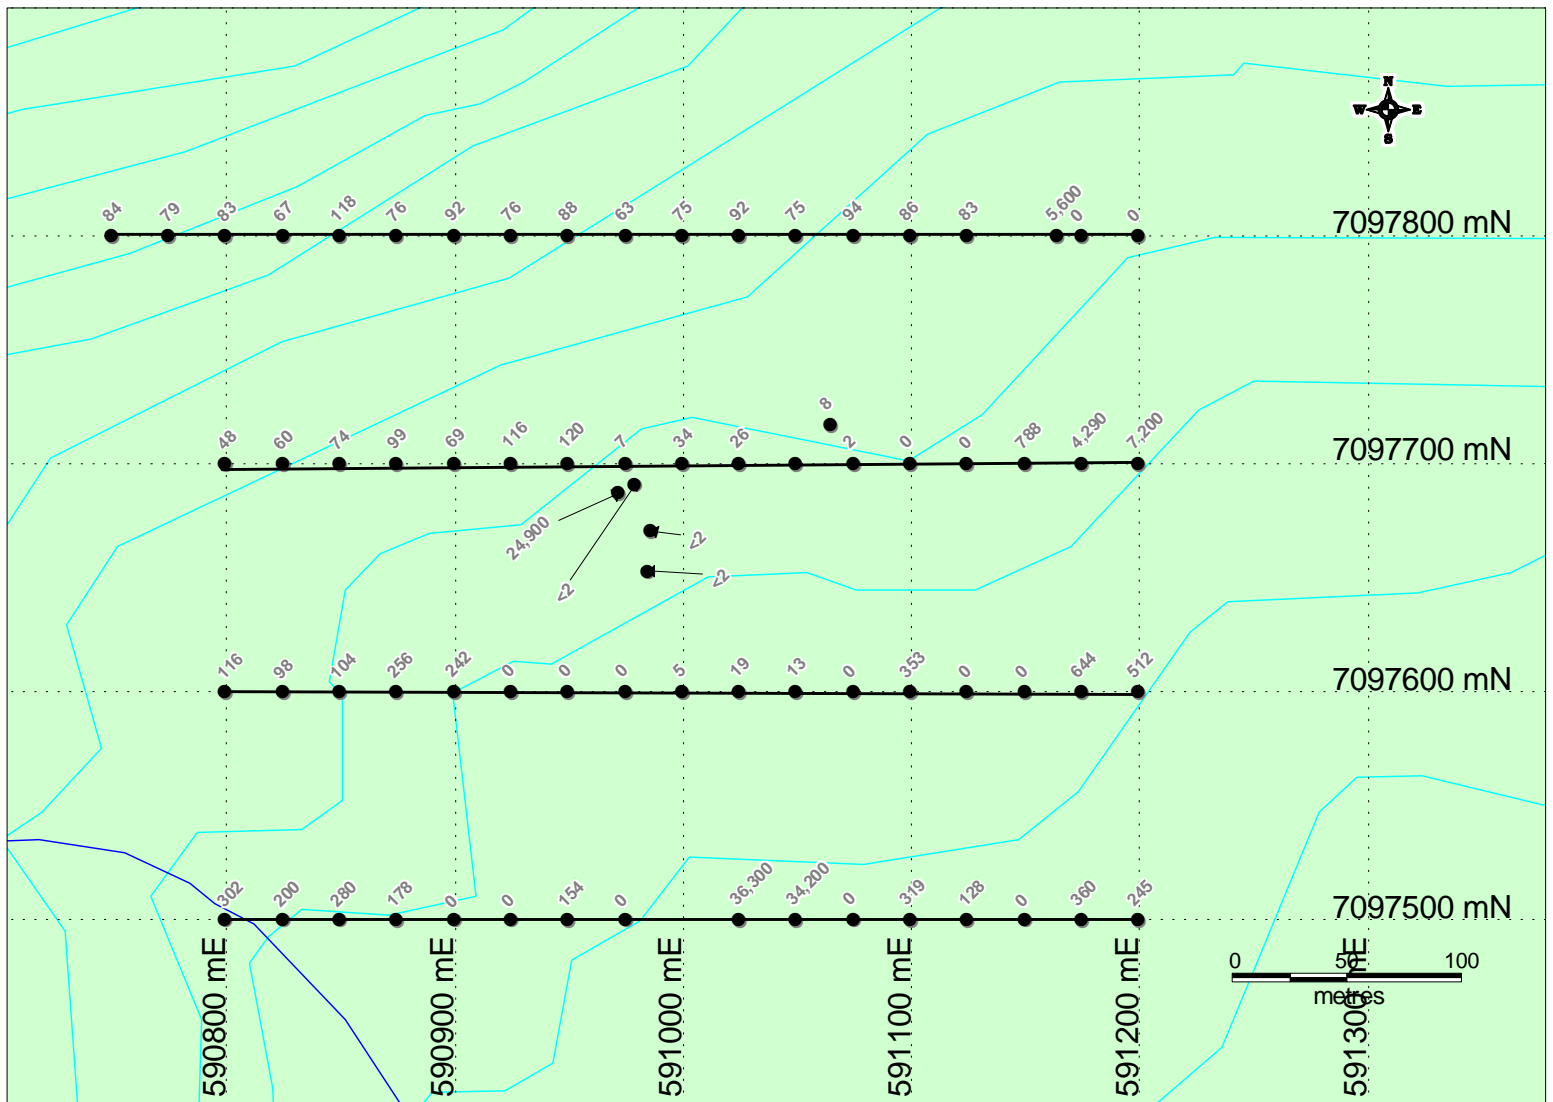 N
W E
S
84 79 83 67 118 76 92 76 88 63 75 92 75 94 86 83 5,600 0 0
7097800 mN
8
48 60 74 99 69 116 120 7 34 26 2 0 0 788 4,290 7,200
7097700 mN
24,900
<2
<2
<2
116 98 104 256 242 0 0 0 5 19 13 0 353 0 0 644 512
7097600 mN
302 200 280 178 0 0 154 0 36,300 34,200 0 319 128 0 360 245
7097500 mN
0 50 100
metres
590800 mE
590900 mE
591000 mE
591100 mE
591200 mE
591300 mE